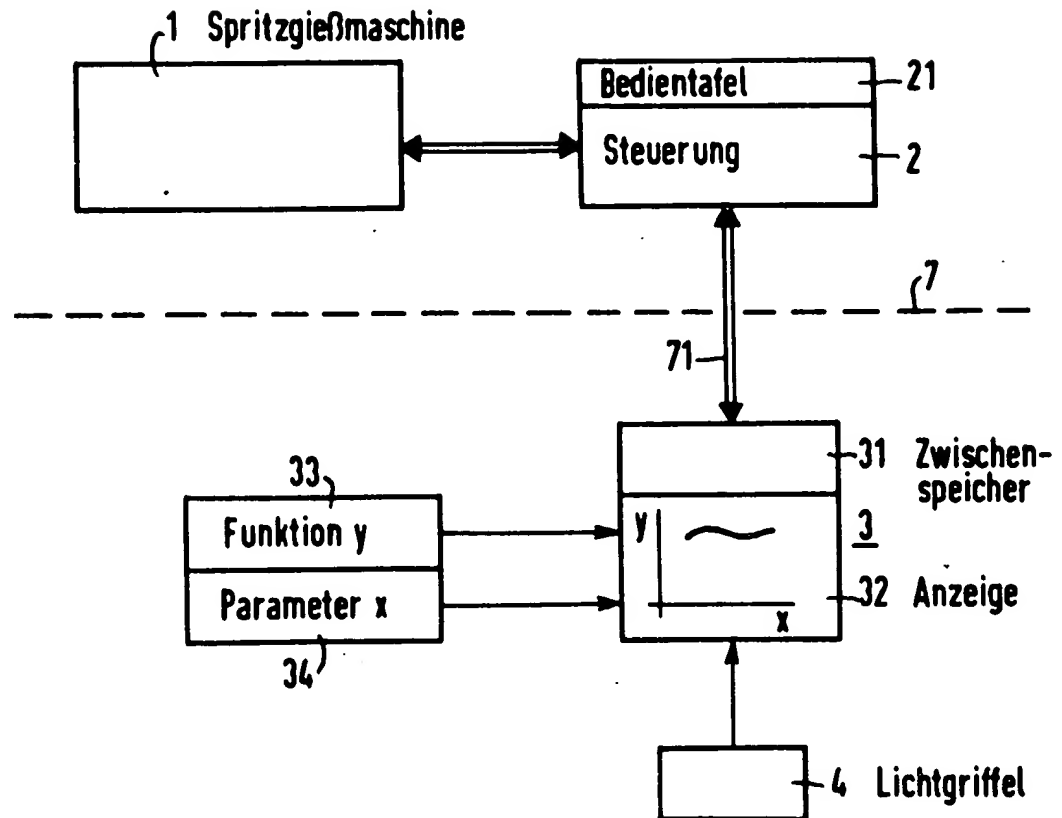 1 Spritzgießmaschine
Bedientafel
21
Steuerung
2
7
71
31 Zwischen-
speicher
33
Funktion y
y
3
Parameter x
32 Anzeige
x
34
4 Lichtgriffel